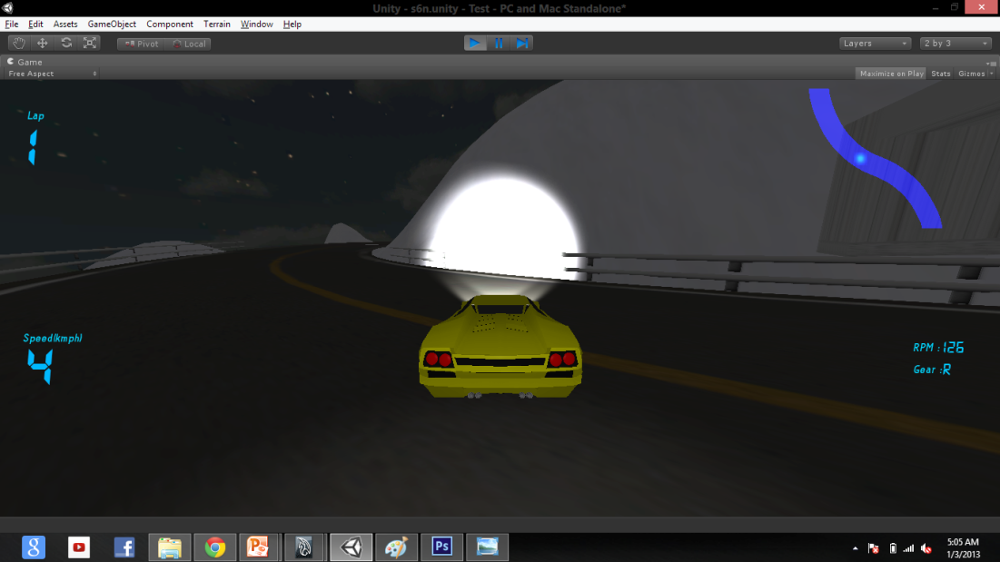 Unity - s6n.unity - Test - PC and Mac Standalone*
File Edit Assets GameObject Component Terrain Window Help
Pivot Local Layers 2 by 3
Game
Free Aspect Maximize on Play Stats Gizmos
Lap
1
Speed(kmph)
4
RPM :126
Gear :R
Ps
5:05 AM
1/3/2013